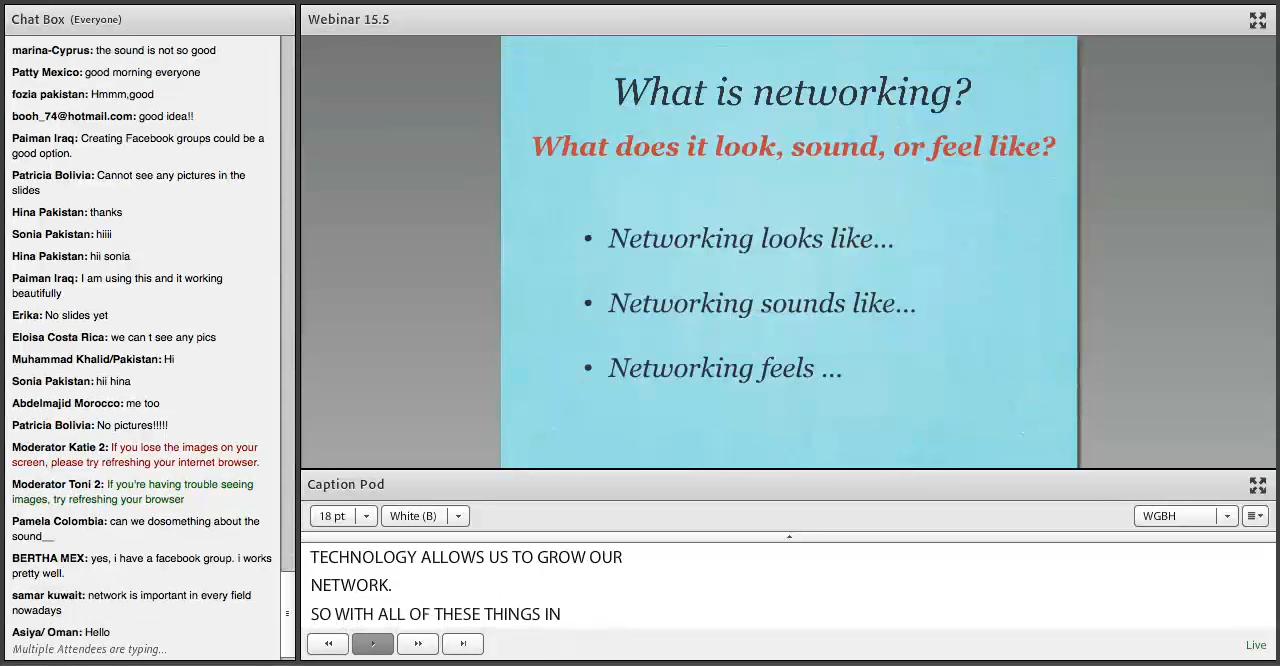 Chat Box (Everyone)
marina-Cyprus: the sound is not so good
Patty Mexico: good morning everyone
fozia pakistan: Hmmm,good
booh_74@hotmail.com: good idea!!
Paiman Iraq: Creating Facebook groups could be a
good option.
Patricia Bolivia: Cannot see any pictures in the
slides
Hina Pakistan: thanks
Sonia Pakistan: hiiii
Hina Pakistan: hii sonia
Paiman Iraq: I am using this and it working
beautifully
Erika: No slides yet
Eloisa Costa Rica: we can t see any pics
Muhammad Khalid/Pakistan: Hi
Sonia Pakistan: hii hina
Abdelmajid Morocco: me too
Patricia Bolivia: No pictures!!!!!
Moderator Katie 2: If you lose the images on your
screen, please try refreshing your internet browser.
Moderator Toni 2: If you're having trouble seeing
images, try refreshing your browser
Pamela Colombia: can we dosomething about the
sound__
BERTHA MEX: yes, i have a facebook group. i works
pretty well.
samar kuwait: network is important in every field
nowadays
Asiya/ Oman: Hello
Multiple Attendees are typing...
Webinar 15.5
What is networking?
What does it look, sound, or feel like?
• Networking looks like...
• Networking sounds like...
• Networking feels ...
Caption Pod
18 pt
White (B)
WGBH
TECHNOLOGY ALLOWS US TO GROW OUR
NETWORK.
SO WITH ALL OF THESE THINGS IN
Live